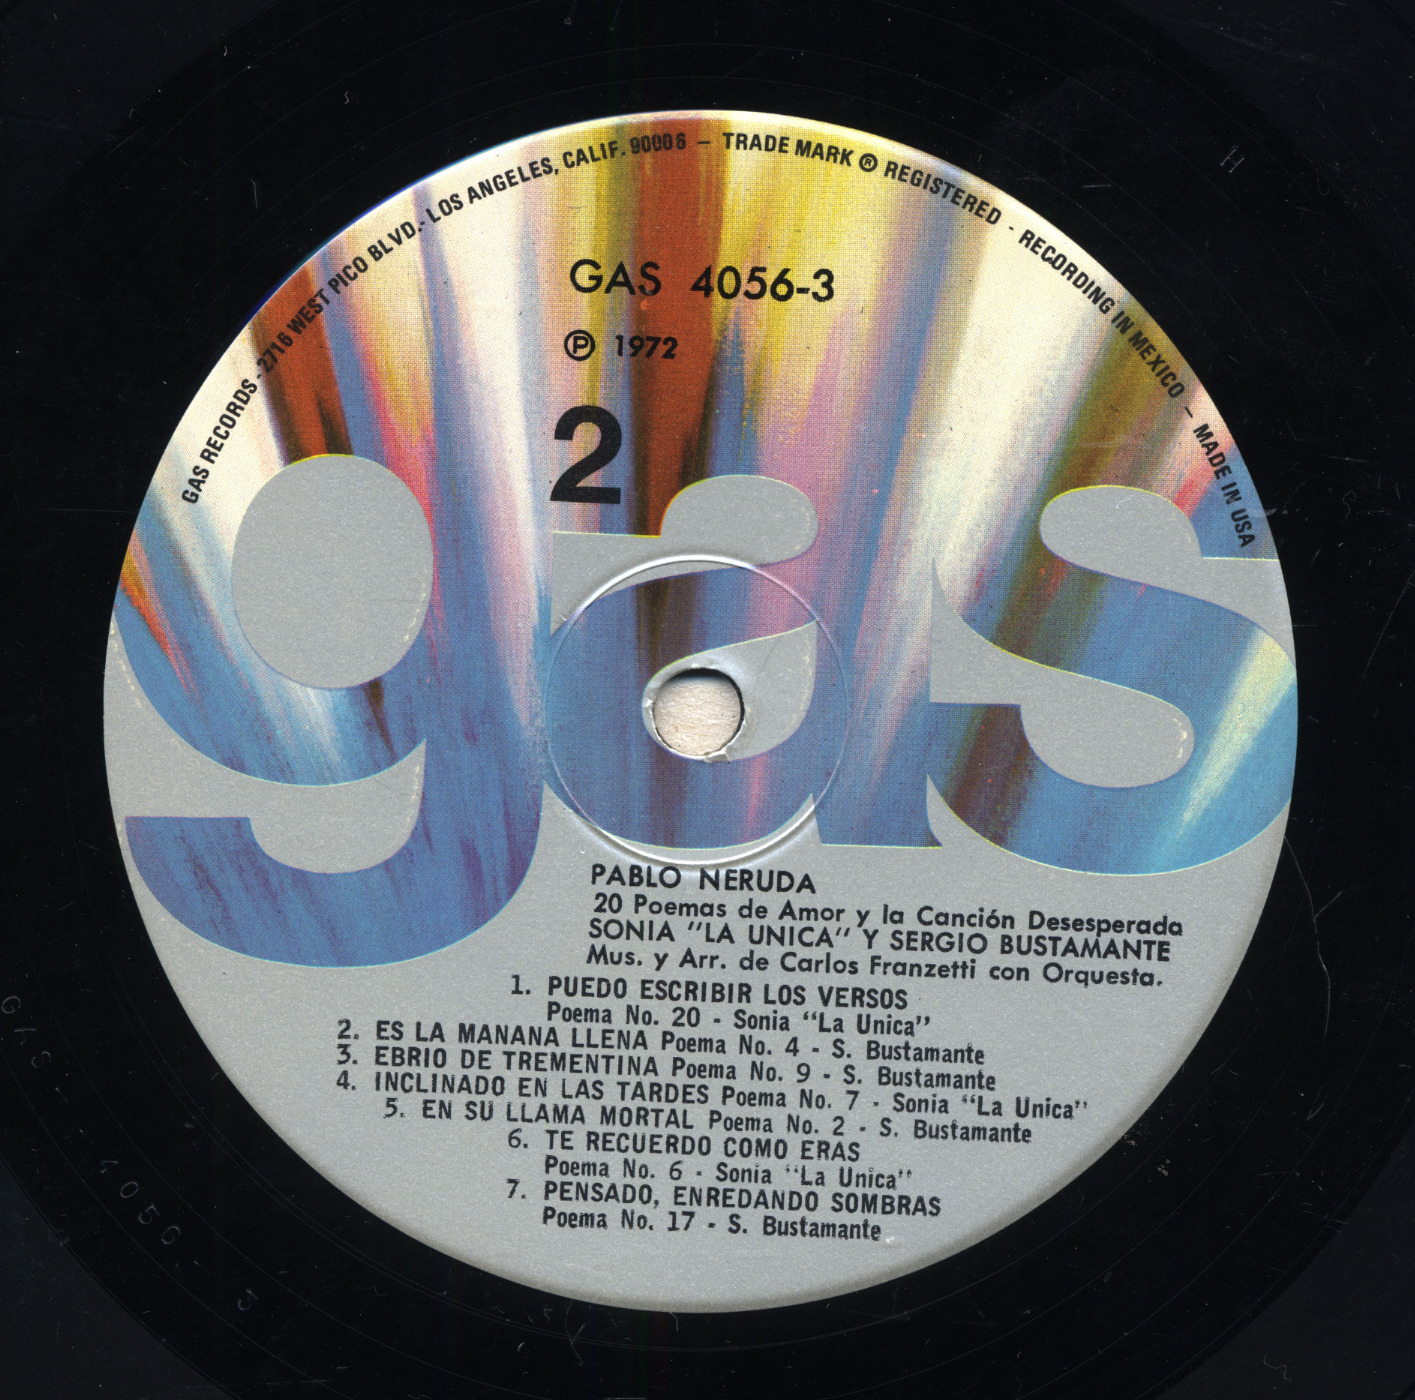 GAS RECORDS - 2716 WEST PICO BLVD. - LOS ANGELES, CALIF. 90006 – TRADE MARK ® REGISTERED - RECORDING IN MEXICO – MADE IN USA
GAS 4056-3
℗ 1972
2
gas
PABLO NERUDA
20 Poemas de Amor y la Canción Desesperada
SONIA "LA UNICA" Y SERGIO BUSTAMANTE
Mus. y Arr. de Carlos Franzetti con Orquesta.
1. PUEDO ESCRIBIR LOS VERSOS
Poema No. 20 - Sonia "La Unica"
2. ES LA MANANA LLENA Poema No. 4 - S. Bustamante
3. EBRIO DE TREMENTINA Poema No. 9 - S. Bustamante
4. INCLINADO EN LAS TARDES Poema No. 7 - Sonia "La Unica"
5. EN SU LLAMA MORTAL Poema No. 2 - S. Bustamante
6. TE RECUERDO COMO ERAS
Poema No. 6 - Sonia "La Unica"
7. PENSADO, ENREDANDO SOMBRAS
Poema No. 17 - S. Bustamante
GAS - 4056 3
H